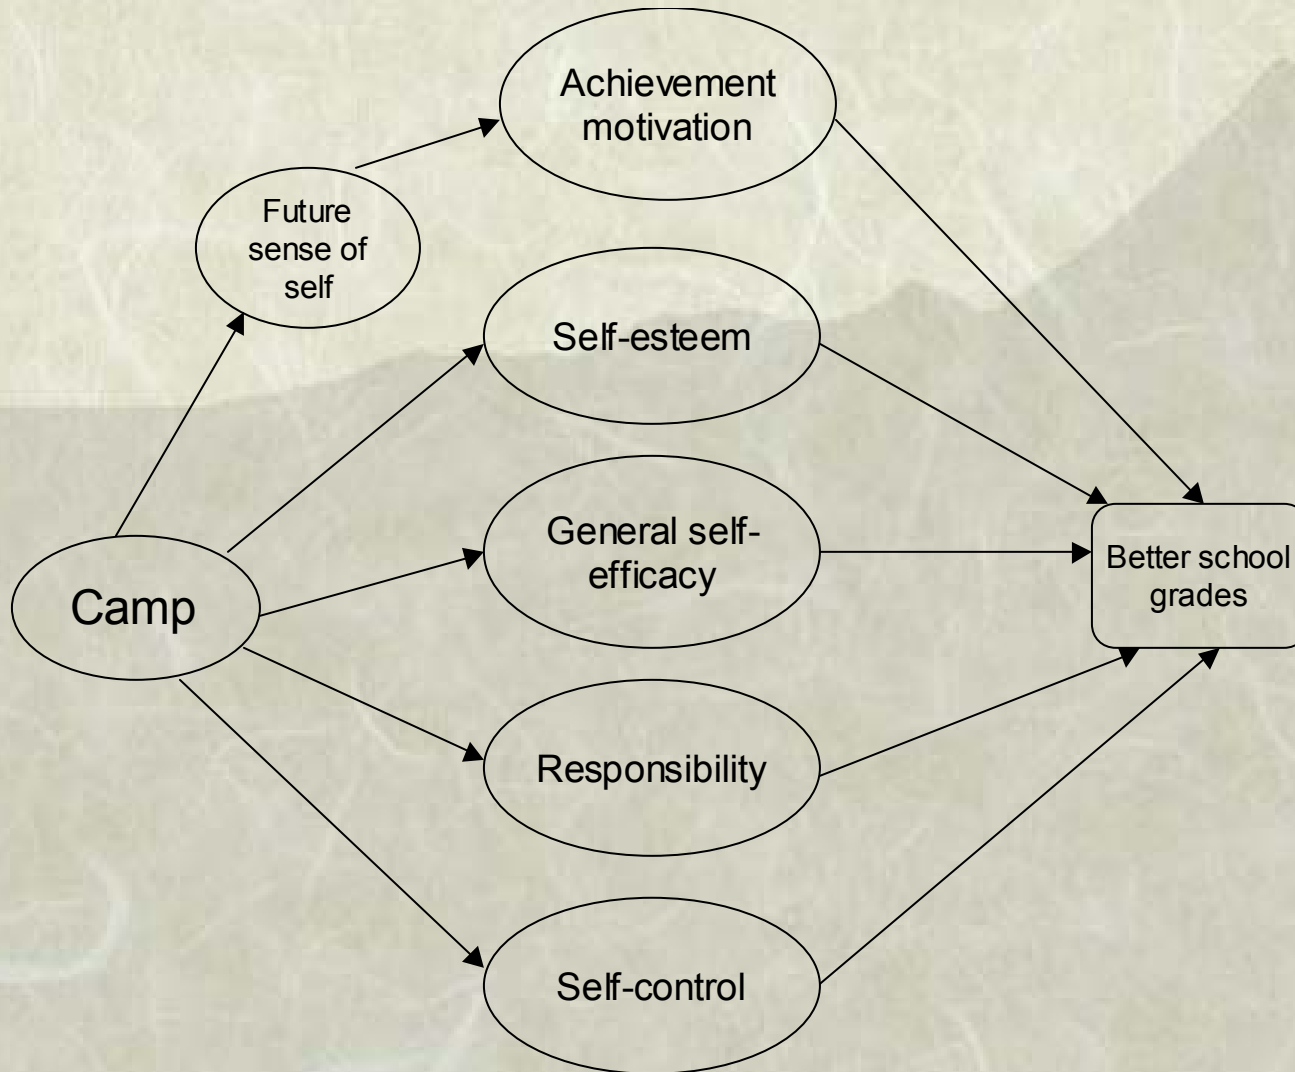 Achievement
motivation
Future
sense of
self
Self-esteem
General self-
efficacy
Better school
grades
Camp
Responsibility
Self-control